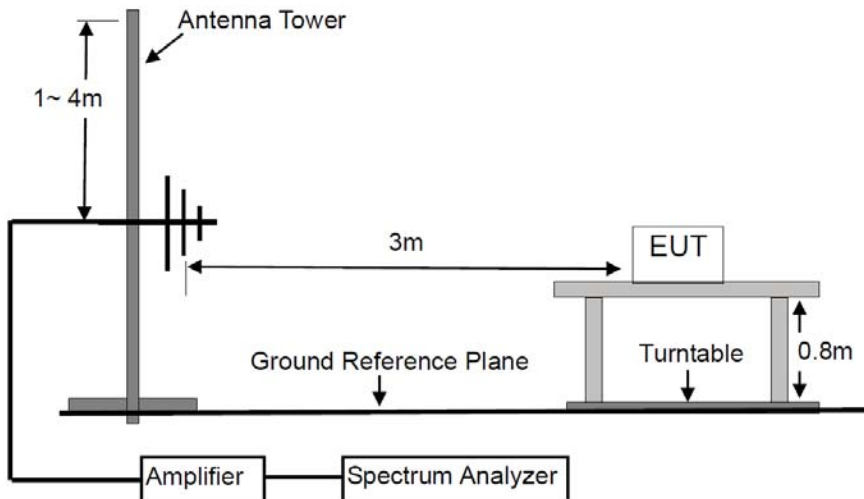 Antenna Tower
1~ 4m
3m
EUT
0.8m
Ground Reference Plane
Turntable
Amplifier
Spectrum Analyzer